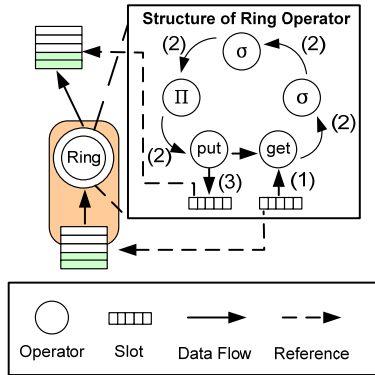 Structure of Ring Operator
(2)
σ
(2)
Π
σ
(2)
(2)
put
get
(3)
(1)
Ring
Operator
Slot
Data Flow
Reference